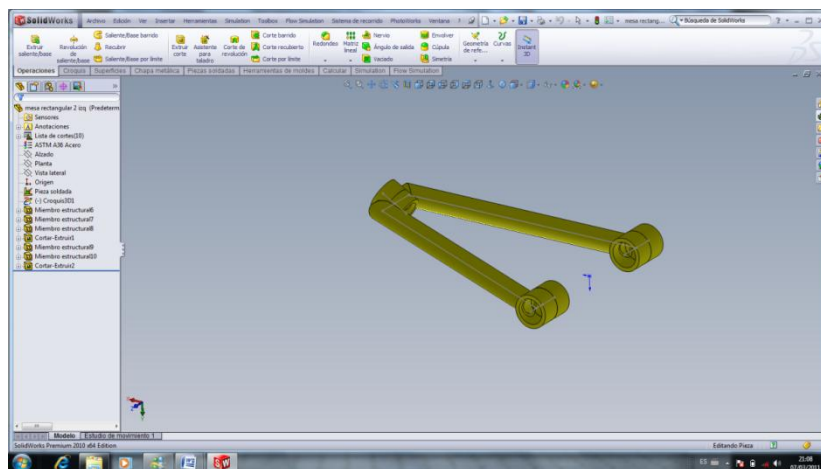 SolidWorks Archivo Edición Ver Insertar Herramientas Simulation Toolbox Flow Simulation Sistema de recorrido PhotoWorks Ventana ? mesa rectang... Búsqueda de SolidWorks
Extruir saliente/base
Revolución de saliente/base
Saliente/Base barrido
Recubrir
Saliente/Base por límite
Extruir corte
Asistente para taladro
Corte de revolución
Corte barrido
Corte recubierto
Corte por límite
Redondeo
Matriz lineal
Nervio
Ángulo de salida
Vaciado
Envolver
Cúpula
Simetría
Geometría de refe...
Curvas
Instant 3D
Operaciones Croquis Superficies Chapa metálica Piezas soldadas Herramientas de moldes Calcular Simulation Flow Simulation
mesa rectangular 2 izq (Predeterm
Sensores
Anotaciones
Lista de cortes(10)
ASTM A36 Acero
Alzado
Planta
Vista lateral
Origen
Pieza soldada
(-) Croquis3D1
Miembro estructural6
Miembro estructural7
Miembro estructural8
Cortar-Extruir1
Miembro estructural9
Miembro estructural10
Cortar-Extruir2
Modelo Estudio de movimiento 1
SolidWorks Premium 2010 x64 Edition Editando Pieza
ES 21:08